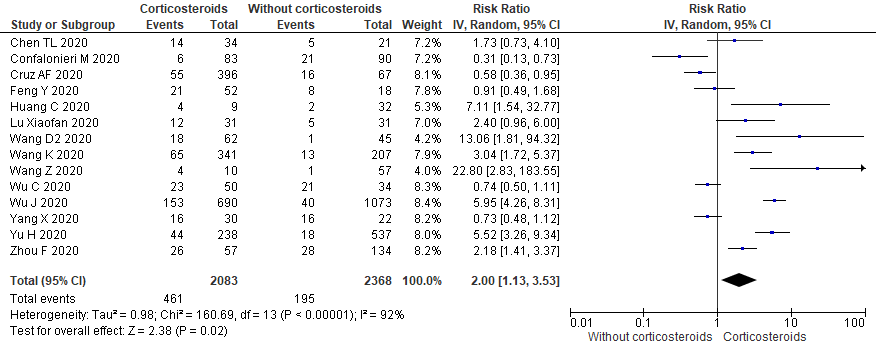 Corticosteroids Without corticosteroids Risk Ratio Risk Ratio
Study or Subgroup Events Total Events Total Weight IV, Random, 95% CI IV, Random, 95% CI
Chen TL 2020 14 34 5 21 7.2% 1.73 [0.73, 4.10]
Confalonieri M 2020 6 83 21 90 7.2% 0.31 [0.13, 0.73]
Cruz AF 2020 55 396 16 67 8.0% 0.58 [0.36, 0.95]
Feng Y 2020 21 52 8 18 7.7% 0.91 [0.49, 1.68]
Huang C 2020 4 9 2 32 5.3% 7.11 [1.54, 32.77]
Lu Xiaofan 2020 12 31 5 31 7.0% 2.40 [0.96, 6.00]
Wang D2 2020 18 62 1 45 4.2% 13.06 [1.81, 94.32]
Wang K 2020 65 341 13 207 7.9% 3.04 [1.72, 5.37]
Wang Z 2020 4 10 1 57 4.0% 22.80 [2.83, 183.55]
Wu C 2020 23 50 21 34 8.3% 0.74 [0.50, 1.11]
Wu J 2020 153 690 40 1073 8.4% 5.95 [4.26, 8.31]
Yang X 2020 16 30 16 22 8.2% 0.73 [0.48, 1.12]
Yu H 2020 44 238 18 537 8.0% 5.52 [3.26, 9.34]
Zhou F 2020 26 57 28 134 8.2% 2.18 [1.41, 3.37]
Total (95% CI) 2083 2368 100.0% 2.00 [1.13, 3.53]
Total events 461 195
Heterogeneity: Tau² = 0.98; Chi² = 160.69, df = 13 (P < 0.00001); I² = 92%
Test for overall effect: Z = 2.38 (P = 0.02)
0.01 0.1 1 10 100
Without corticosteroids Corticosteroids